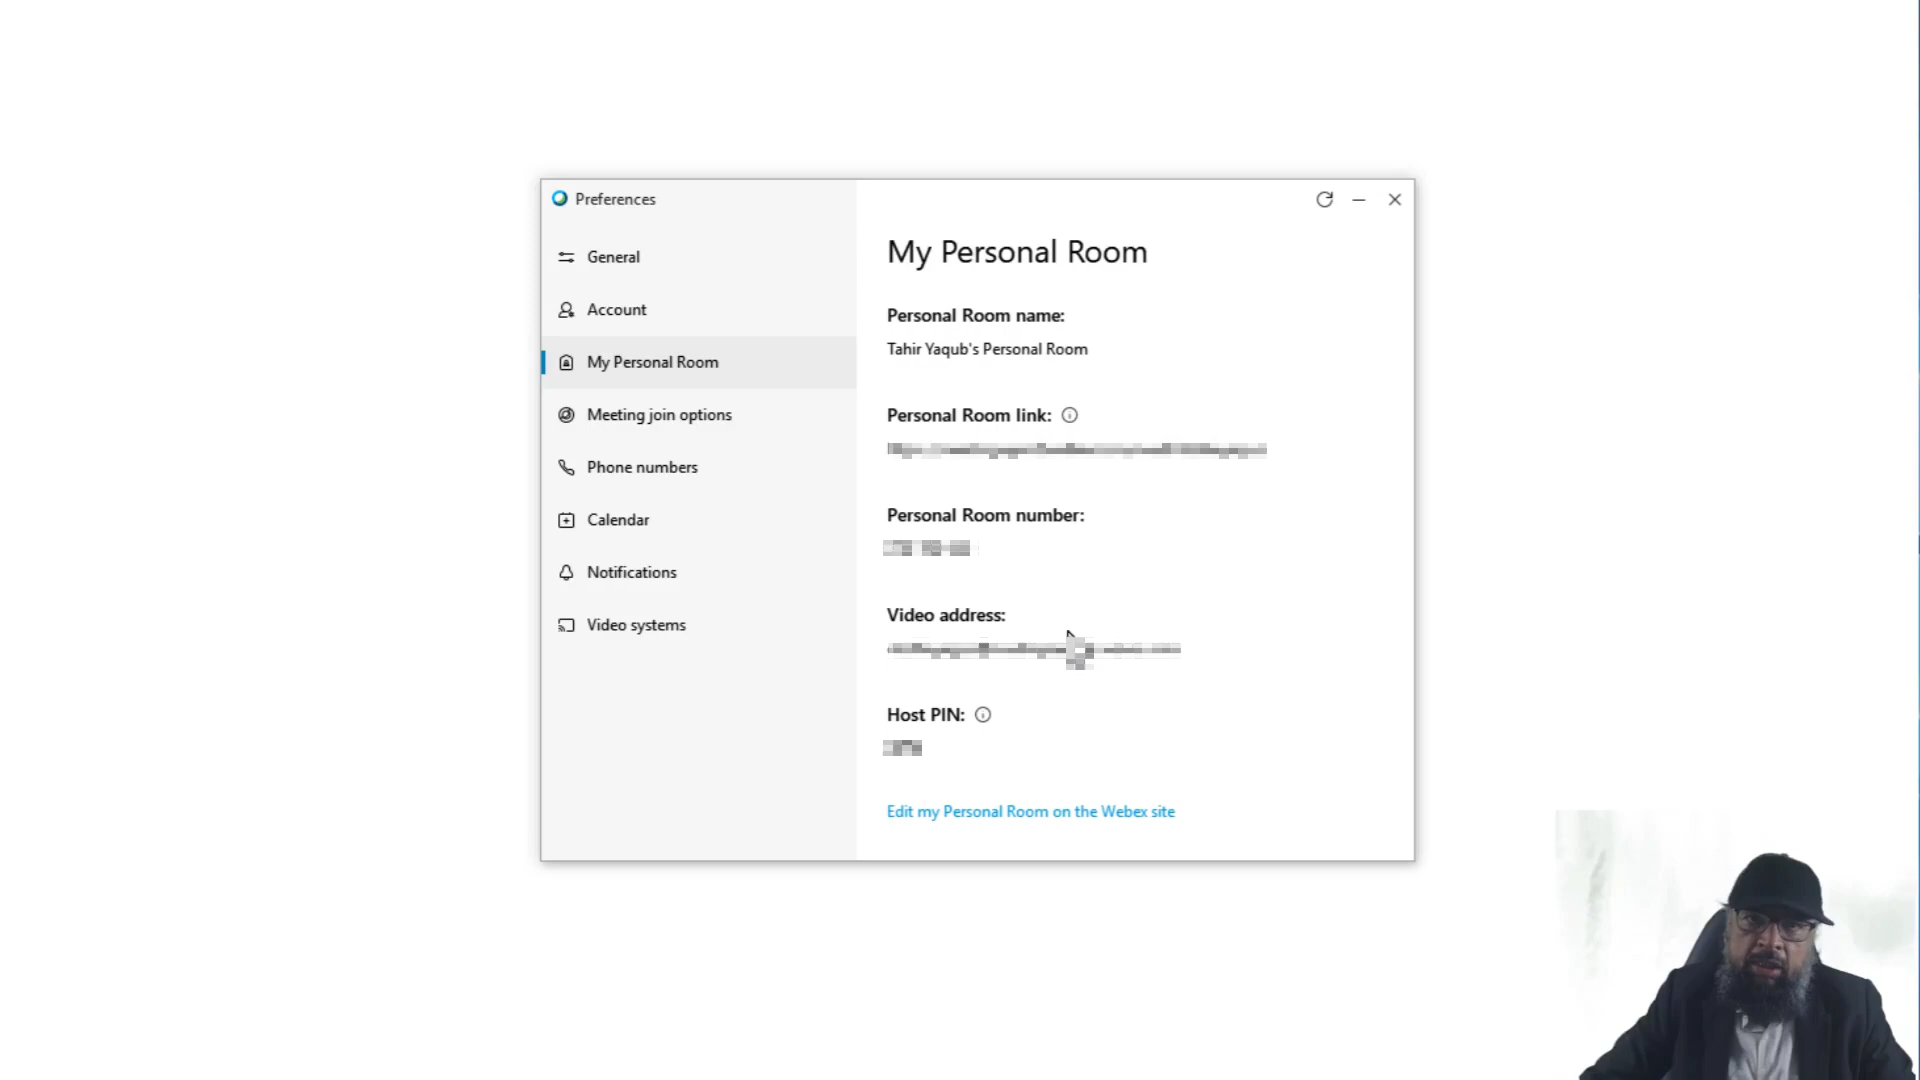 Preferences
General
Account
My Personal Room
Meeting join options
Phone numbers
Calendar
Notifications
Video systems
My Personal Room
Personal Room name:
Tahir Yaqub's Personal Room
Personal Room link:
Personal Room number:
Video address:
Host PIN:
Edit my Personal Room on the Webex site